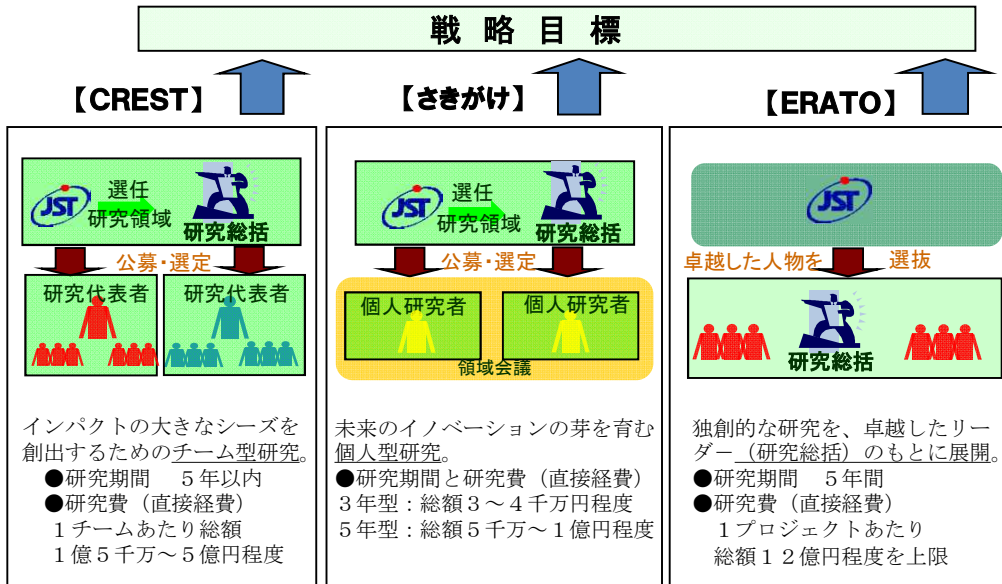 戦略目標
【CREST】
JST
選任
研究領域
研究総括
公募・選定
研究代表者
研究代表者
インパクトの大きなシーズを
創出するためのチーム型研究。
●研究期間　５年以内
●研究費（直接経費）
１チームあたり総額
１億５千万～５億円程度
【さきがけ】
JST
選任
研究領域
研究総括
公募・選定
個人研究者
個人研究者
領域会議
未来のイノベーションの芽を育む
個人型研究。
●研究期間と研究費（直接経費）
３年型：総額３～４千万円程度
５年型：総額５千万～１億円程度
【ERATO】
JST
卓越した人物を
選抜
研究総括
独創的な研究を、卓越したリー
ダー（研究総括）のもとに展開。
●研究期間　５年間
●研究費（直接経費）
１プロジェクトあたり
総額１２億円程度を上限